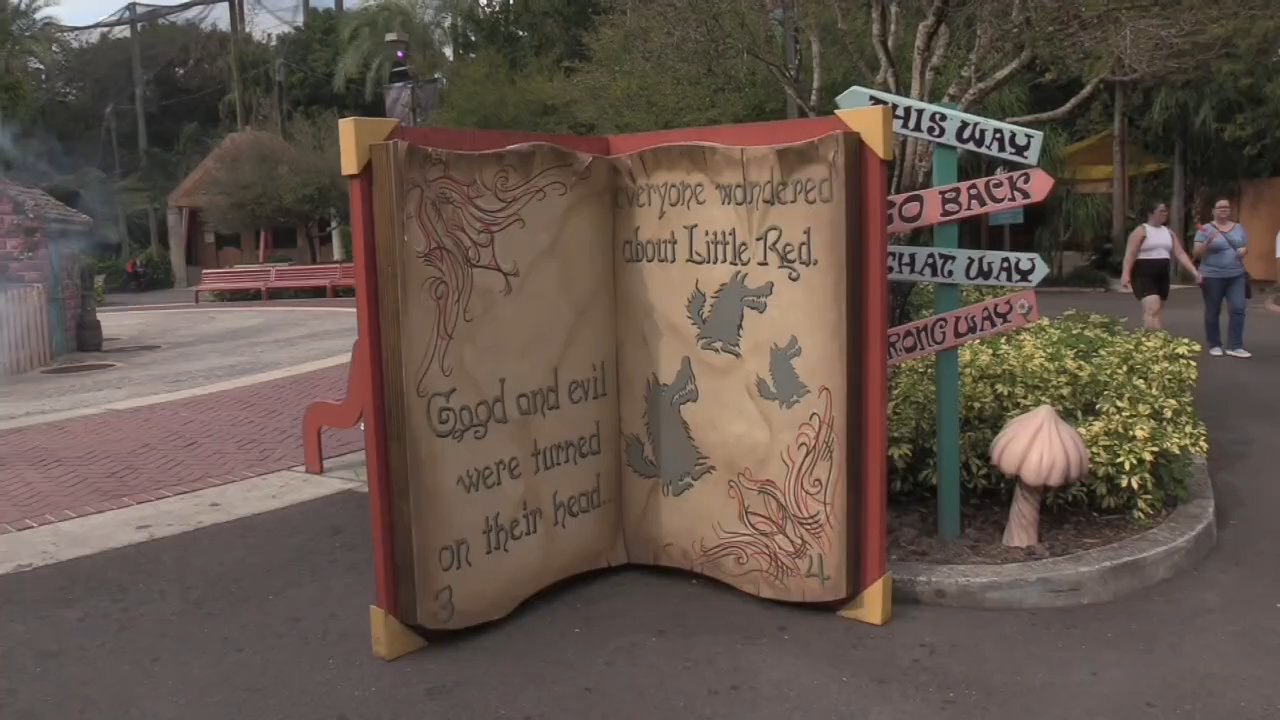 Good and evil
were turned
on their head...
3
everyone wondered
about Little Red.
4
THIS WAY
GO BACK
THAT WAY
WRONG WAY